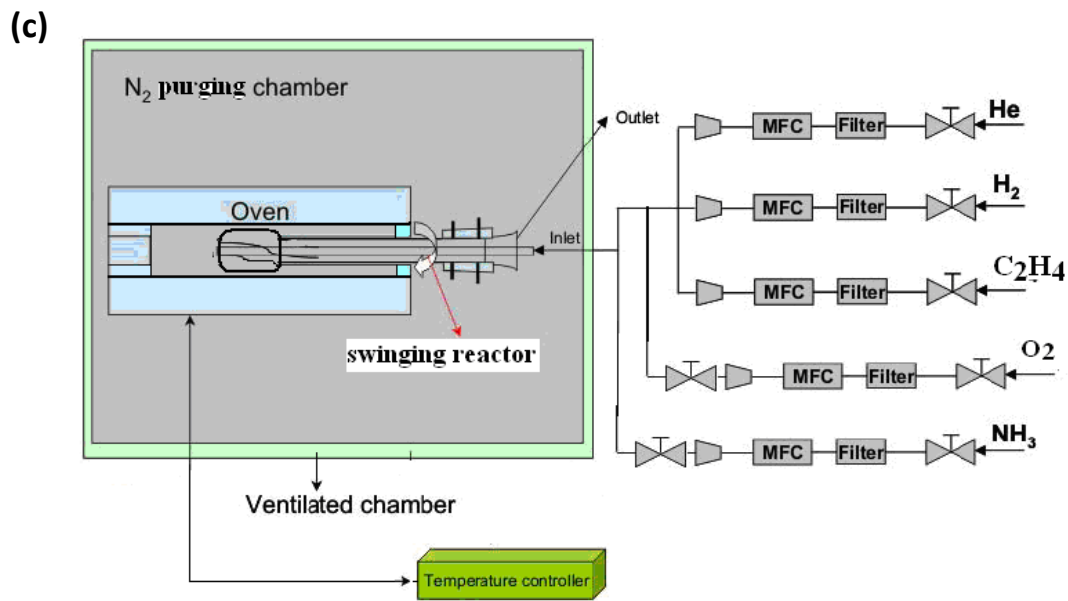 (c)
N₂ purging chamber
Outlet
MFC
Filter
He
Oven
MFC
Filter
H₂
Inlet
MFC
Filter
C₂H₄
swinging reactor
MFC
Filter
O₂
MFC
Filter
NH₃
Ventilated chamber
Temperature controller